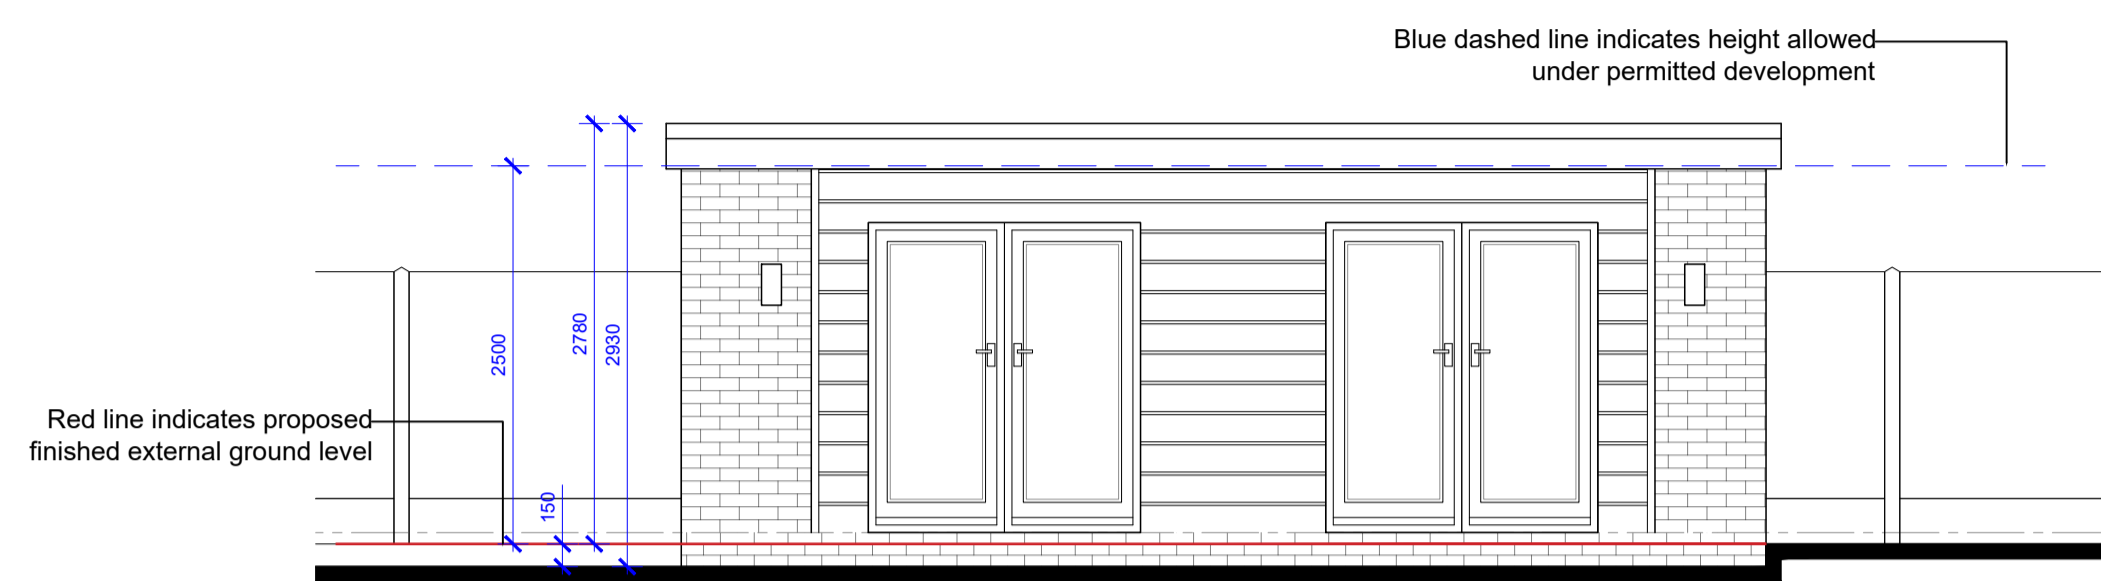 Blue dashed line indicates height allowed
under permitted development
2500
2780
2930
Red line indicates proposed
finished external ground level
150